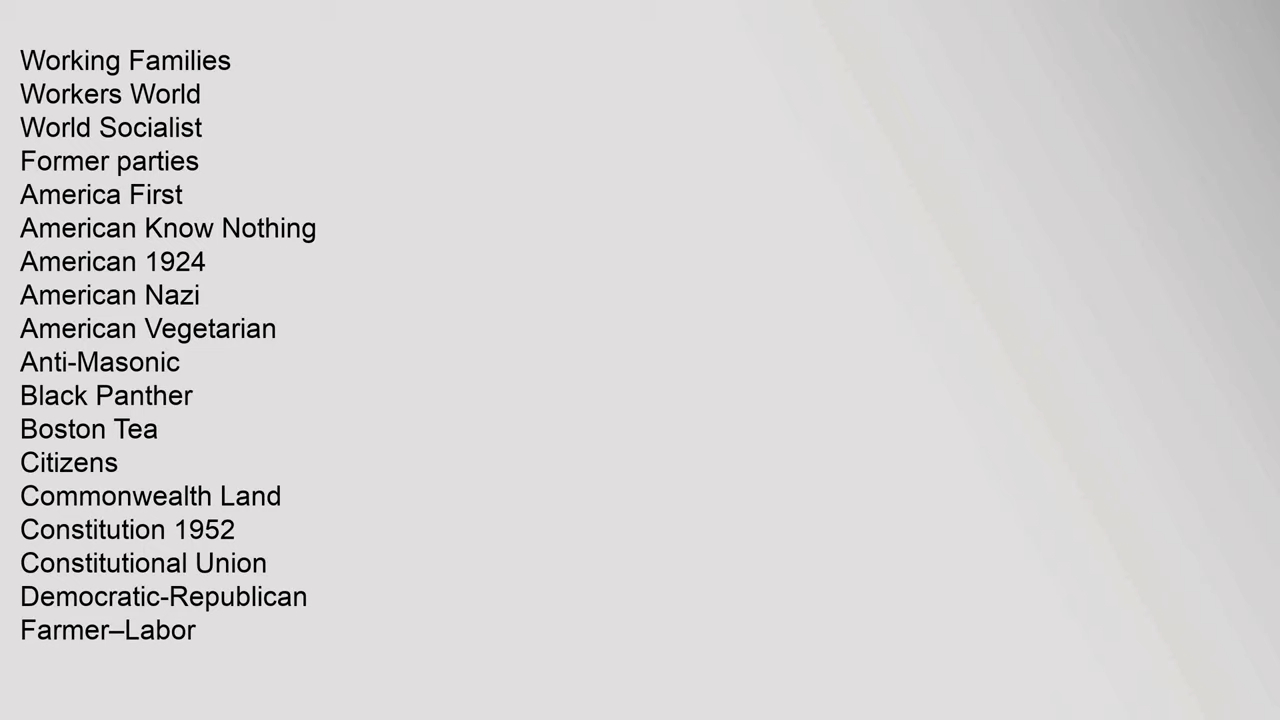 Working Families
Workers World
World Socialist
Former parties
America First
American Know Nothing
American 1924
American Nazi
American Vegetarian
Anti-Masonic
Black Panther
Boston Tea
Citizens
Commonwealth Land
Constitution 1952
Constitutional Union
Democratic-Republican
Farmer–Labor